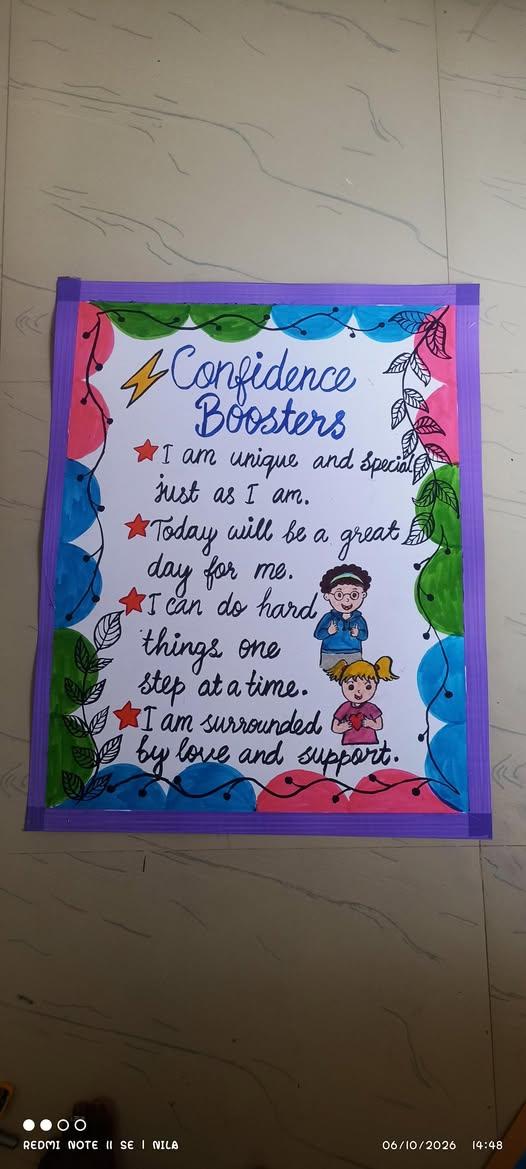 Confidence
Boosters
I am unique and special
just as I am.
Today will be a great
day for me.
I can do hard
things one
step at a time.
I am surrounded
by love and support.
REDMI NOTE 11 SE | NILA
06/10/2026 14:48